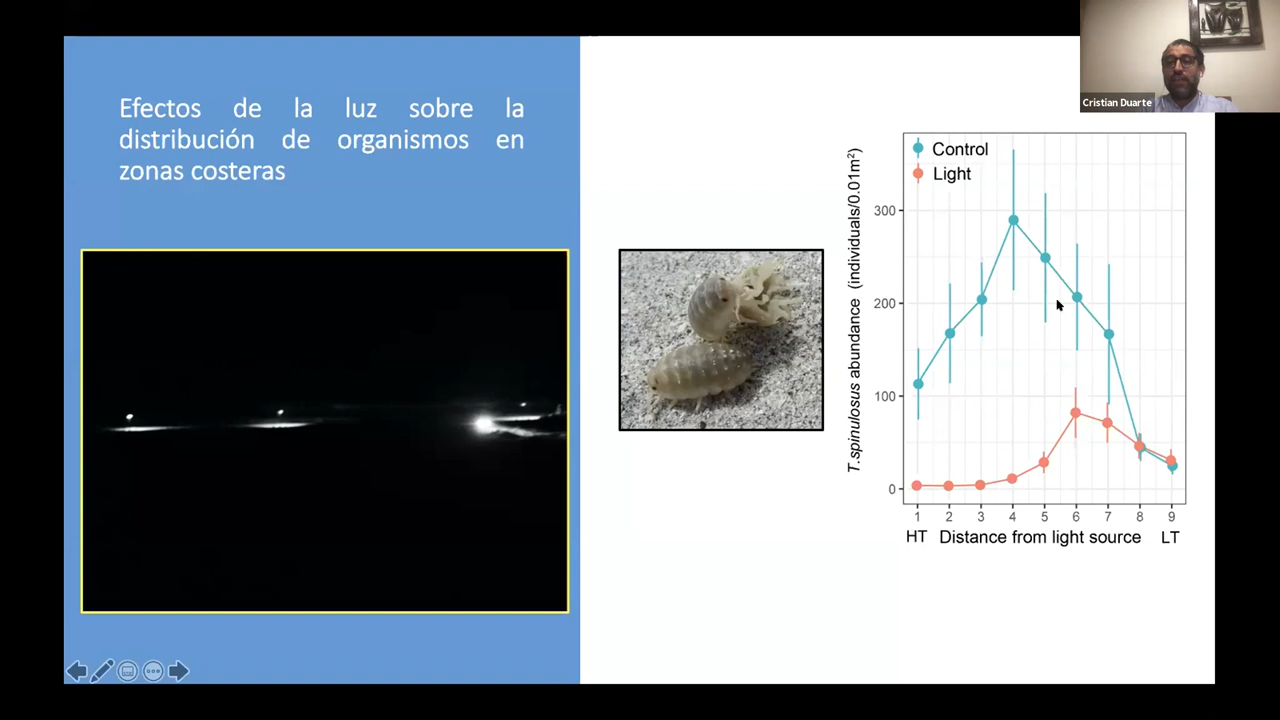 Efectos de la luz sobre la
distribución de organismos en
zonas costeras
Cristian Duarte
Control
Light
T.spinulosus abundance (individuals/0.01m²)
300
200
100
0
1 2 3 4 5 6 7 8 9
HT Distance from light source LT